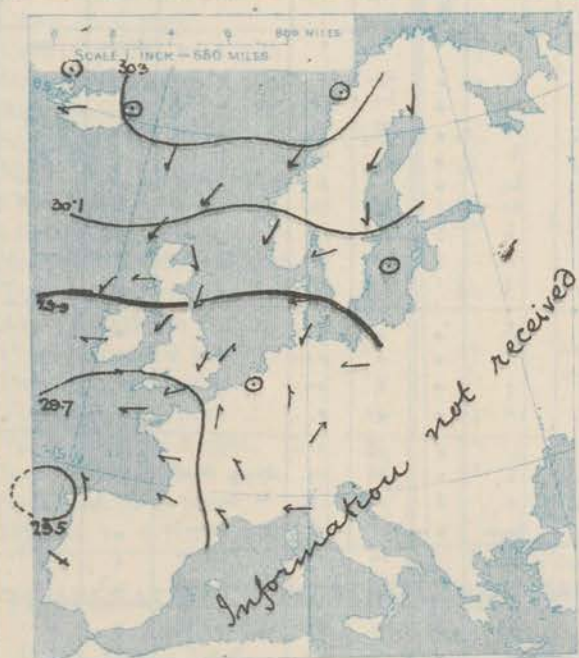 800 MILES
SCALE 1 INCH = 680 MILES
30·3
30·1
29·9
29·7
29·5
Information not received